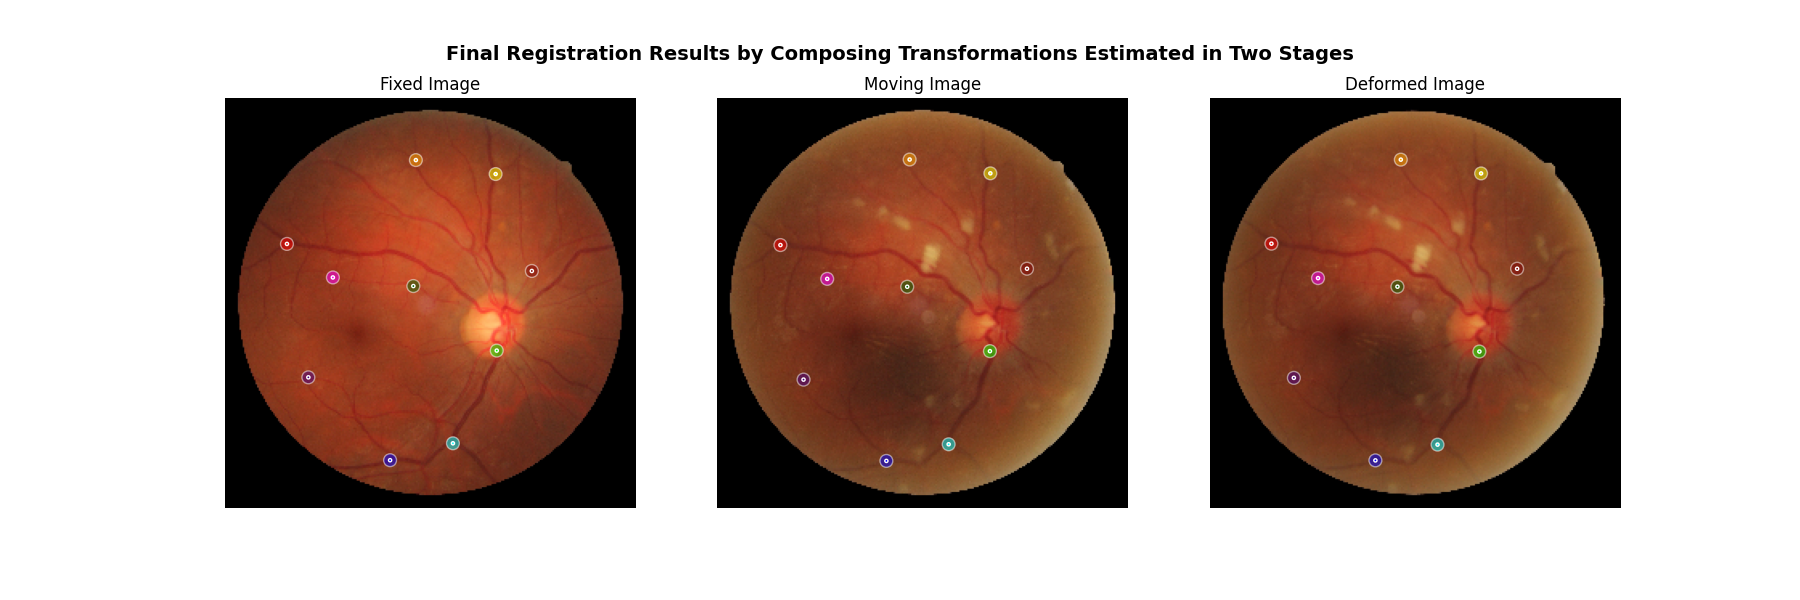 Final Registration Results by Composing Transformations Estimated in Two Stages
Fixed Image
Moving Image
Deformed Image